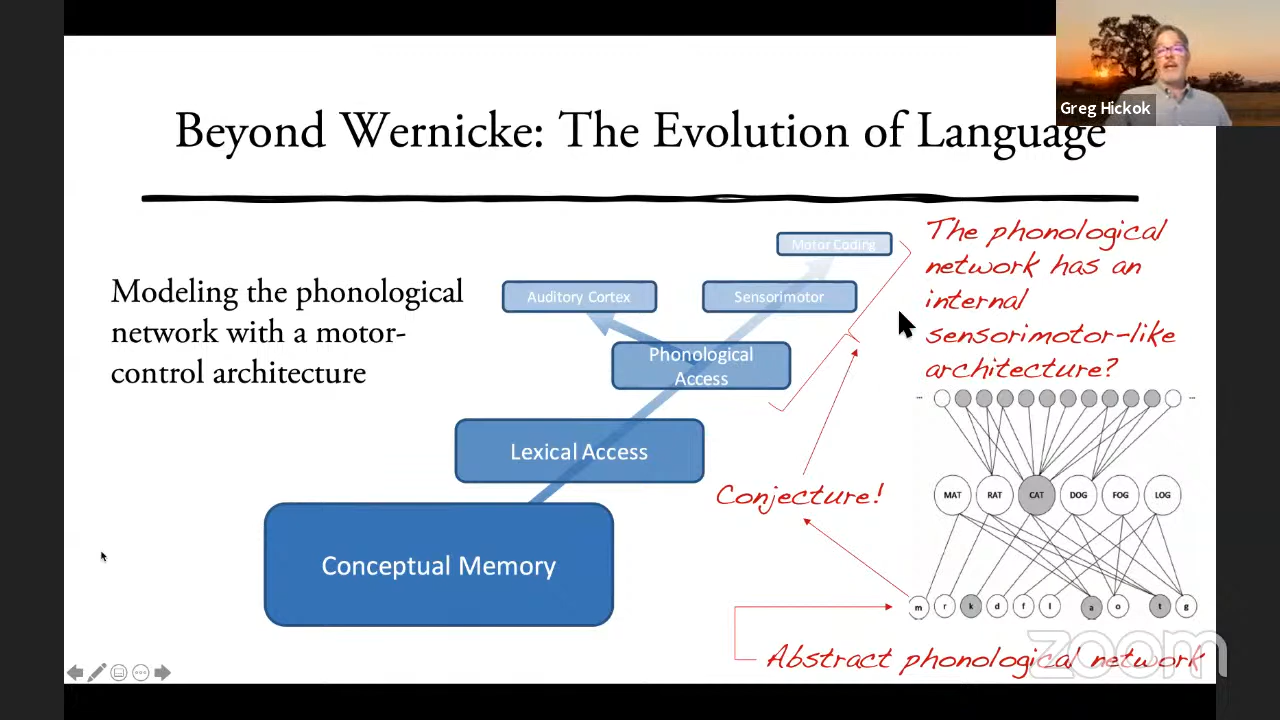 Greg Hickok
Beyond Wernicke: The Evolution of Language
Modeling the phonological
network with a motor-
control architecture
Motor Coding
Auditory Cortex
Sensorimotor
Phonological
Access
Lexical Access
Conceptual Memory
The phonological
network has an
internal
sensorimotor-like
architecture?
Conjecture!
... ...
MAT RAT CAT DOG FOG LOG
m r k d f l a o t g
Abstract phonological network
zoom